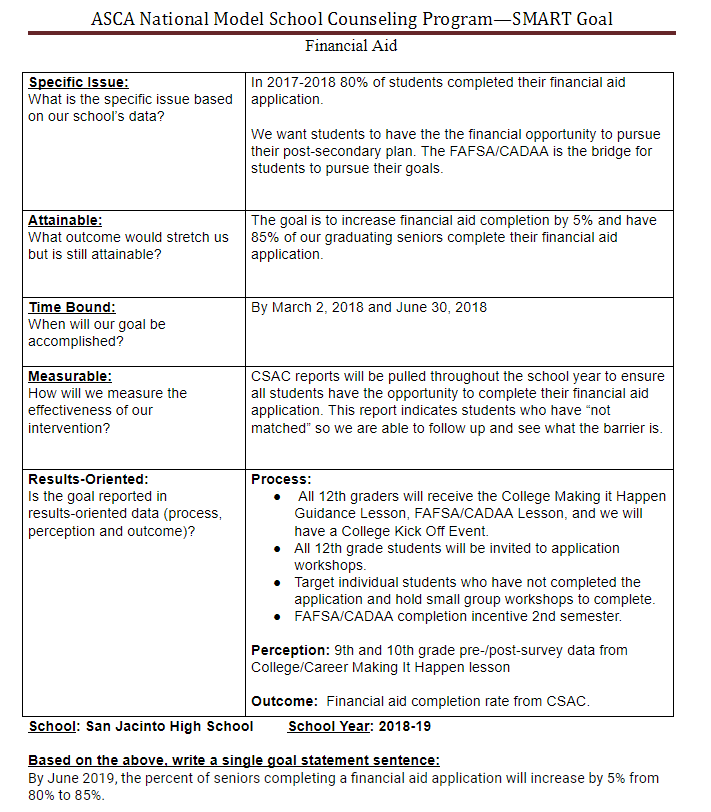 ASCA National Model School Counseling Program—SMART Goal
Financial Aid
Specific Issue:
What is the specific issue based
on our school's data?
In 2017-2018 80% of students completed their financial aid
application.
We want students to have the the financial opportunity to pursue
their post-secondary plan. The FAFSA/CADAA is the bridge for
students to pursue their goals.
Attainable:
What outcome would stretch us
but is still attainable?
The goal is to increase financial aid completion by 5% and have
85% of our graduating seniors complete their financial aid
application.
Time Bound:
When will our goal be
accomplished?
By March 2, 2018 and June 30, 2018
Measurable:
How will we measure the
effectiveness of our
intervention?
CSAC reports will be pulled throughout the school year to ensure
all students have the opportunity to complete their financial aid
application. This report indicates students who have “not
matched” so we are able to follow up and see what the barrier is.
Results-Oriented:
Is the goal reported in
results-oriented data (process,
perception and outcome)?
Process:
● All 12th graders will receive the College Making it Happen
Guidance Lesson, FAFSA/CADAA Lesson, and we will
have a College Kick Off Event.
● All 12th grade students will be invited to application
workshops.
● Target individual students who have not completed the
application and hold small group workshops to complete.
● FAFSA/CADAA completion incentive 2nd semester.
Perception: 9th and 10th grade pre-/post-survey data from
College/Career Making It Happen lesson
Outcome: Financial aid completion rate from CSAC.
School: San Jacinto High School School Year: 2018-19
Based on the above, write a single goal statement sentence:
By June 2019, the percent of seniors completing a financial aid application will increase by 5% from
80% to 85%.